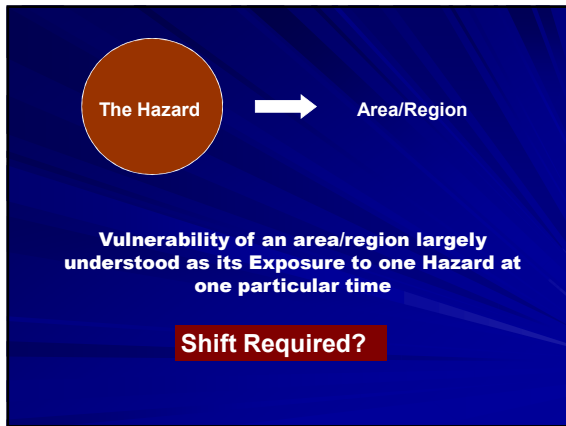 The Hazard
Area/Region
Vulnerability of an area/region largely
understood as its Exposure to one Hazard at
one particular time
Shift Required?